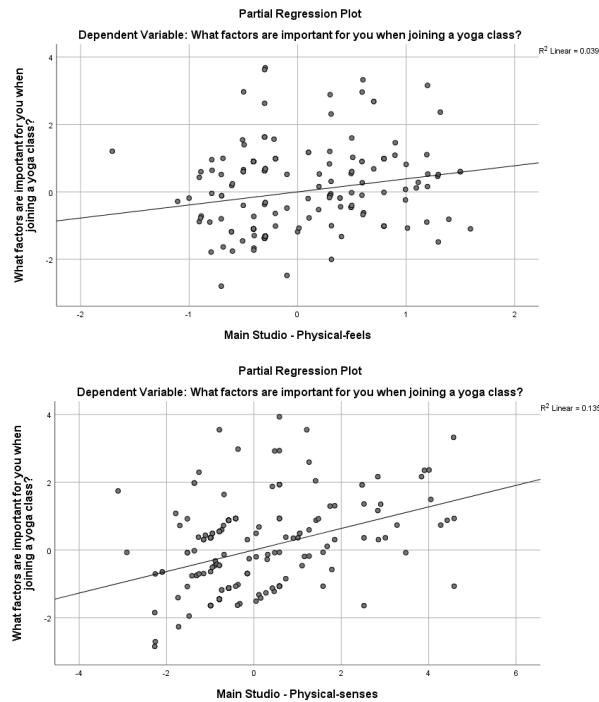 Partial Regression Plot
Dependent Variable: What factors are important for you when joining a yoga class?
R² Linear = 0.039
What factors are important for you when
joining a yoga class?
4
2
0
-2
-2
-1
0
1
2
Main Studio - Physical-feels
Partial Regression Plot
Dependent Variable: What factors are important for you when joining a yoga class?
R² Linear = 0.135
What factors are important for you when
joining a yoga class?
4
2
0
-2
-4
-2
0
2
4
6
Main Studio - Physical-senses